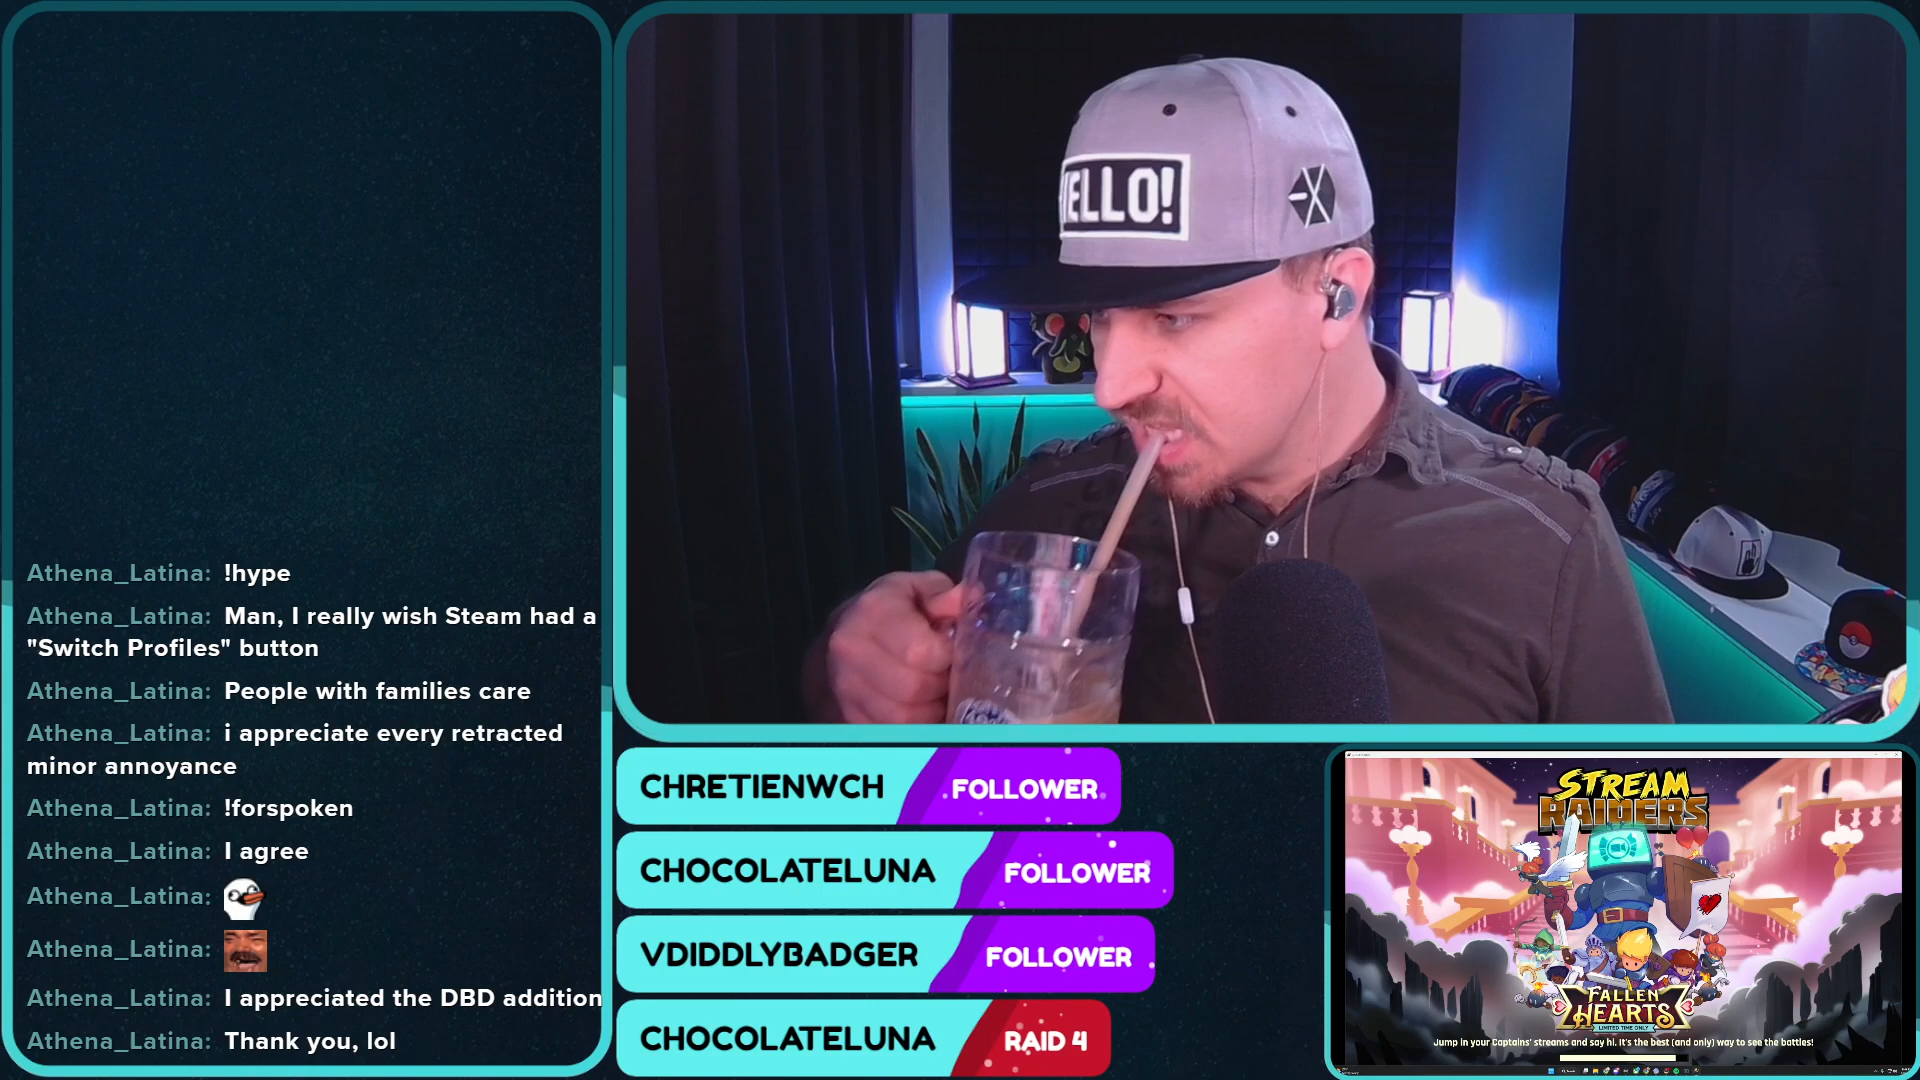 Athena_Latina: !hype
Athena_Latina: Man, I really wish Steam had a
"Switch Profiles" button
Athena_Latina: People with families care
Athena_Latina: i appreciate every retracted
minor annoyance
Athena_Latina: !forspoken
Athena_Latina: I agree
Athena_Latina:
Athena_Latina:
Athena_Latina: I appreciated the DBD addition
Athena_Latina: Thank you, lol
ELLO!
CHRETIENWCH FOLLOWER
CHOCOLATELUNA FOLLOWER
VDIDDLYBADGER FOLLOWER
CHOCOLATELUNA RAID 4
STREAM
RAIDERS
FALLEN
HEARTS
LIMITED TIME ONLY
Jump in your Captains' streams and say hi. It's the best (and only) way to see the battles!